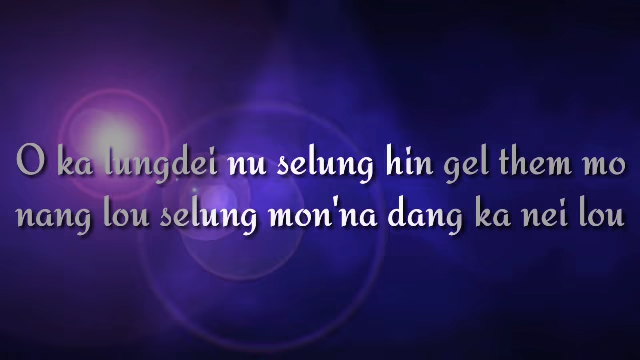 O ka lungdei nu selung hin gel them mo
nang lou selung mon'na dang ka nei lou